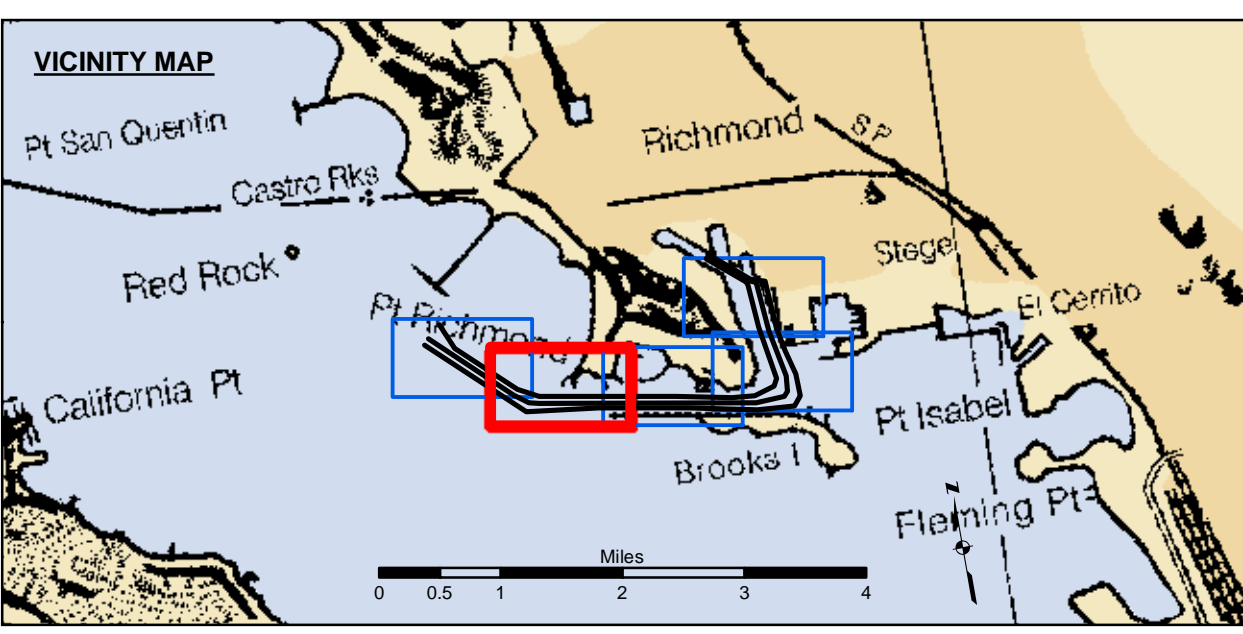 VICINITY MAP
Pt San Quentin
Richmond
SP
Castro Rks
Stege
Red Rock
El Cerrito
Pt Richmond
California Pt
Pt Isabel
Brooks I
Fleming Pt
N
Miles
0 0.5 1 2 3 4